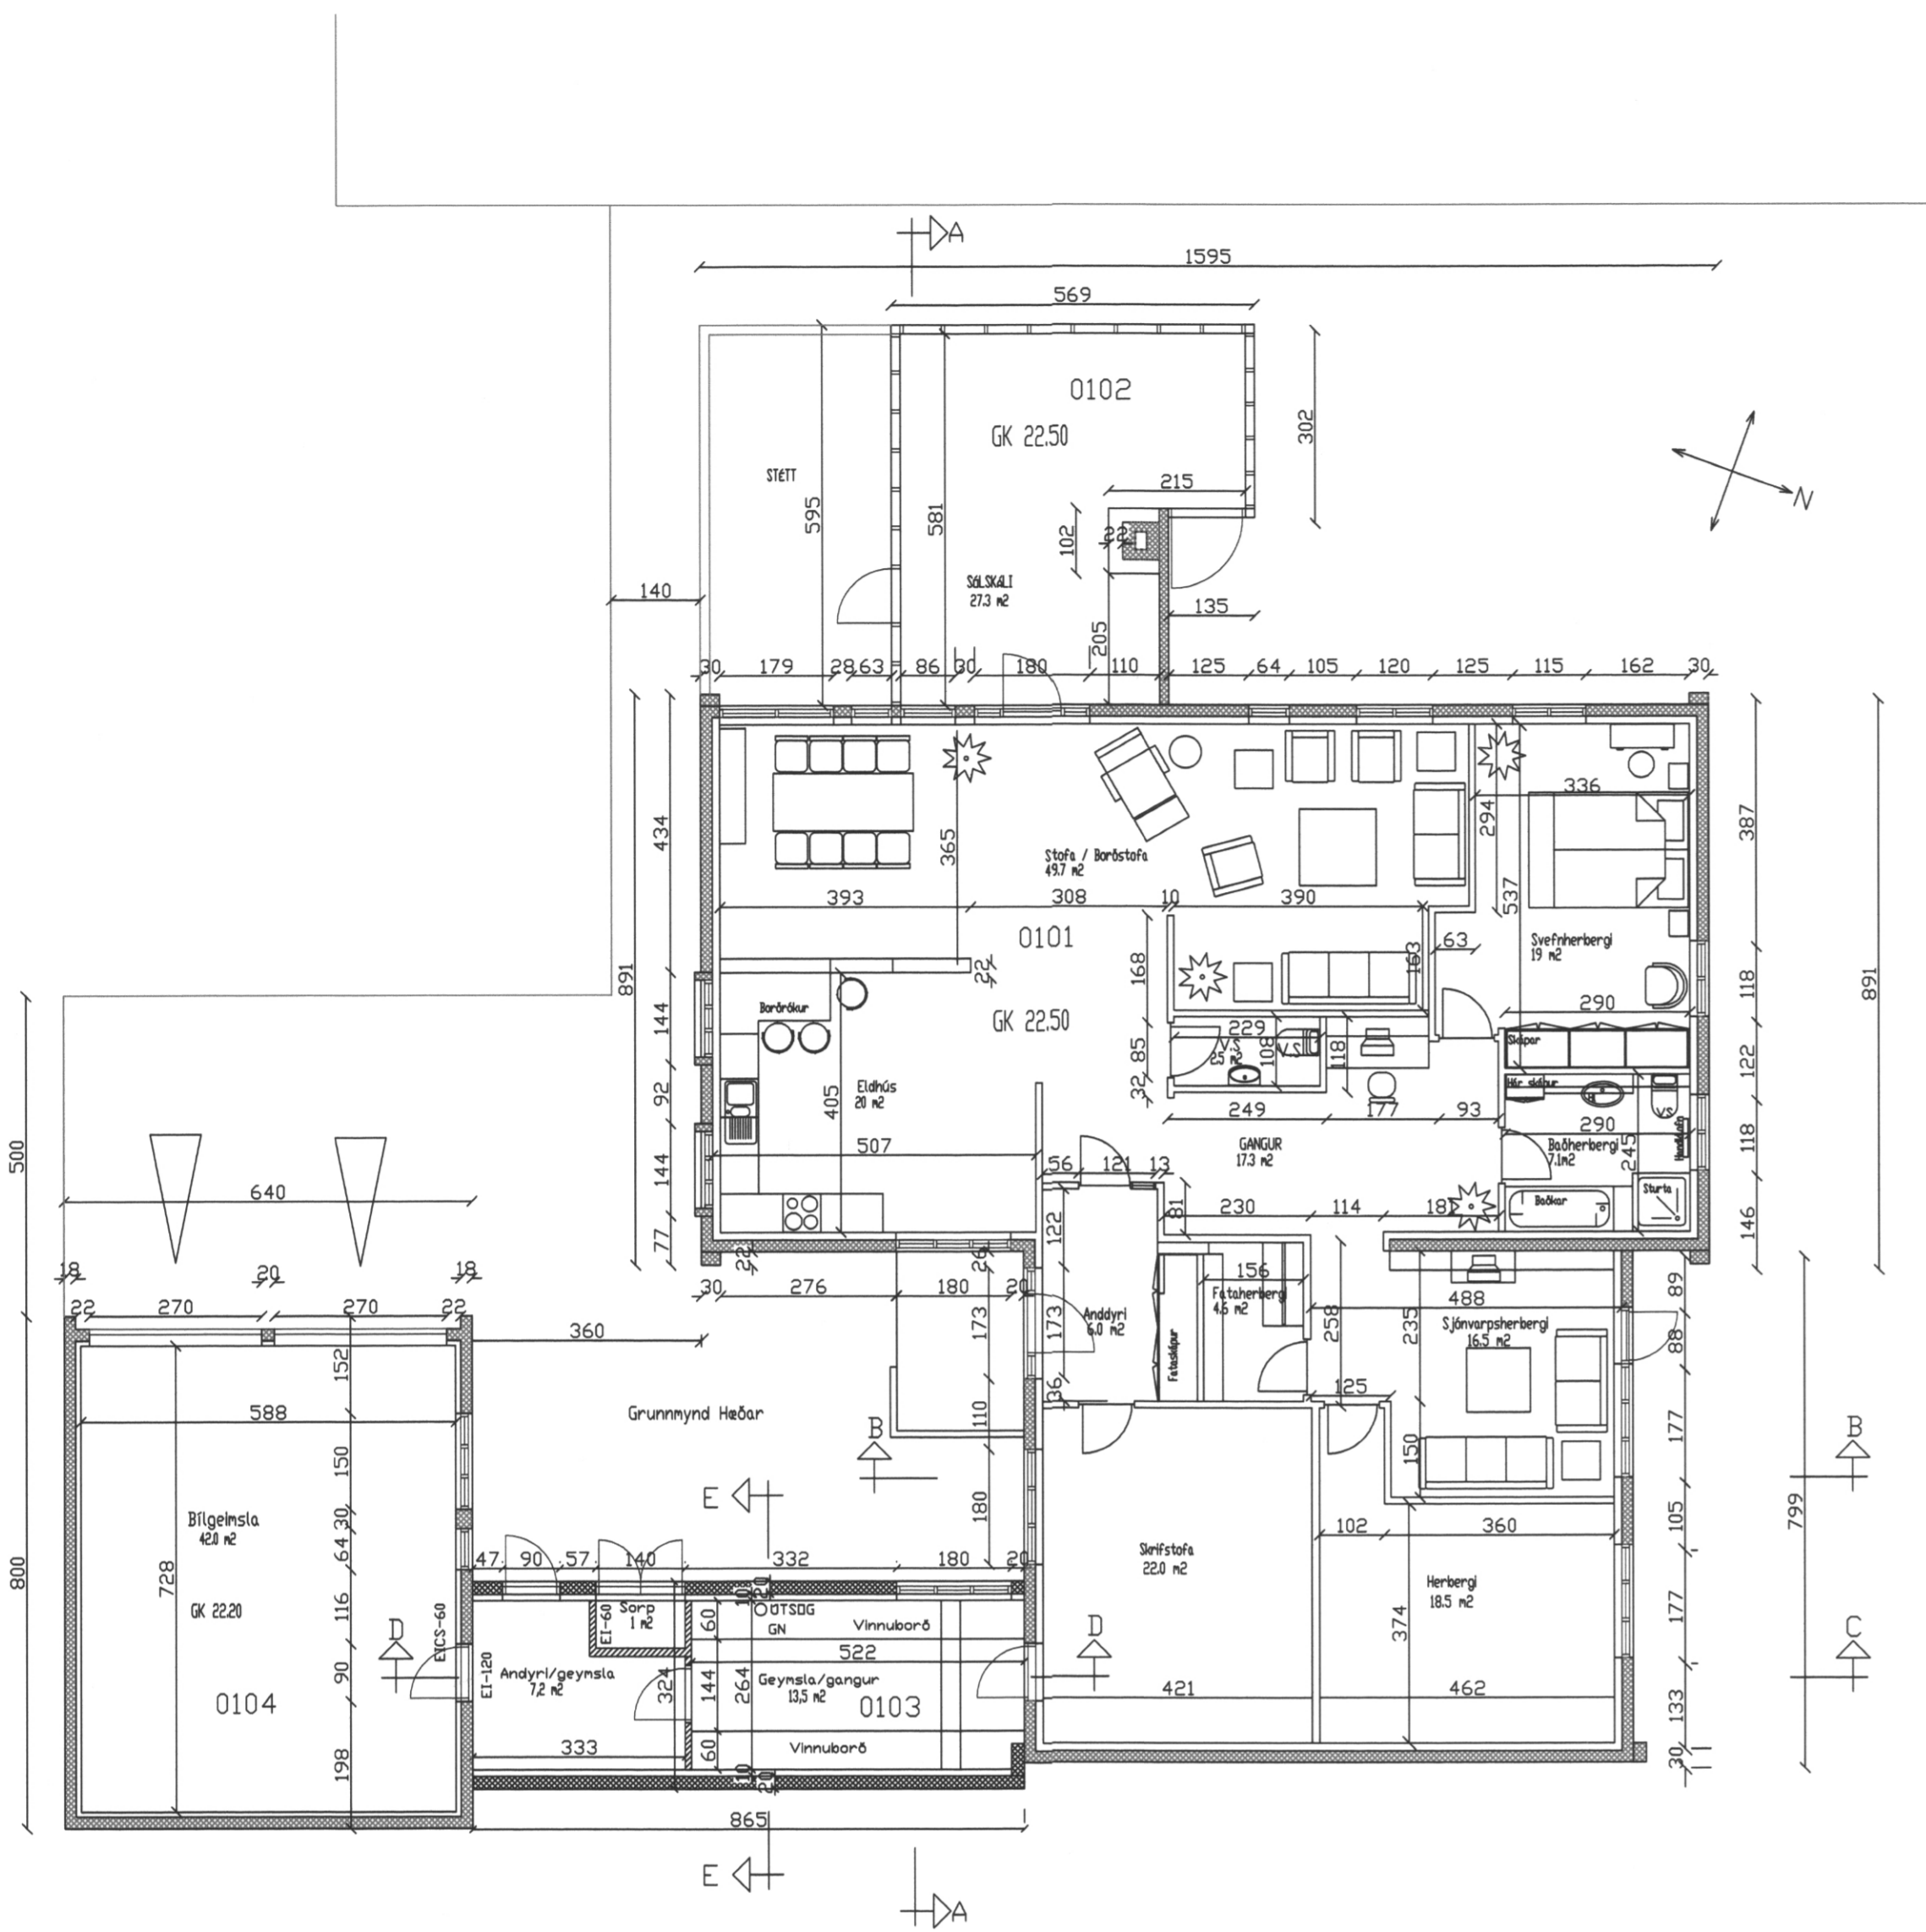 A
1595
569
0102
GK 22.50
302
STÉTT
595
581
215
102
22
N
SÓLSKÁLI
27.3 m2
140
135
205
30 179 28 63 86 30 180 110 125 64 105 120 125 115 162 30
434
365
294
336
537
387
Stofa / Borðstofa
49.7 m2
393 308 10 390
0101
63
Svefnherbergi
19 m2
163
168
22
891
118
891
GK 22.50
290
Borðrókur
144
229
VS
2.5 m2
108
VS
118
85
32
Skápar
122
Hár skápur
VS
92
405
Eldhús
20 m2
249 177 93
290
245
Baðherbergi
7.1m2
Handklæðaofn
118
GANGUR
17.3 m2
507
144
56 121 13
500
640
77
81
122
230 114 181
Baðkar
Sturta
146
22
26
18 20 18
22 270 270 22
30 276 180 20
156
Fataherbergi
4.6 m2
258
235
488
89
360
173
173
Anddyri
6.0 m2
Fataskápur
Sjónvarpsherbergi
16.5 m2
88
152
36
125
588
Grunnmynd Hæðar
110
B
150
177
B
150
E
180
799
Bílgeimsla
42.0 m2
30
64
47 90 57 140 332 180 20
102 360
105
Skrifstofa
22.0 m2
800
728
116
GK 22.20
EICS-60
D
EI-60
Sorp
1 m2
10
20
60
ÚTSOG
GN
Vinnuborð
D
Herbergi
18.5 m2
374
177
C
522
EI-120
Andyri/geymsla
7,2 m2
324
144
264
Geymsla/gangur
13,5 m2
0103
90
0104
421
462
133
333
60
Vinnuborð
198
10
20
30
865
E
A